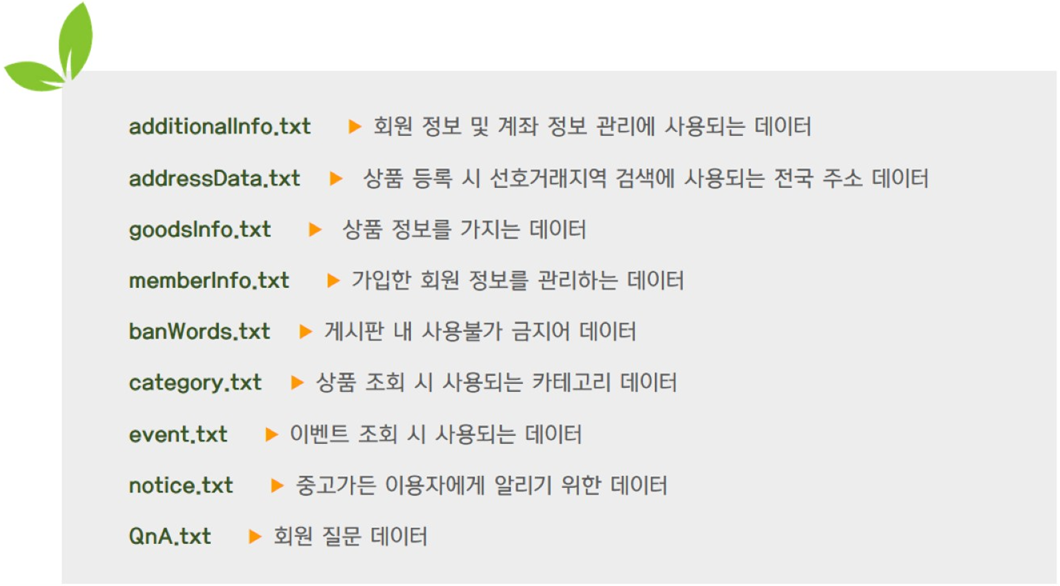 additionalInfo.txt ▶ 회원 정보 및 계좌 정보 관리에 사용되는 데이터
addressData.txt ▶ 상품 등록 시 선호거래지역 검색에 사용되는 전국 주소 데이터
goodsInfo.txt ▶ 상품 정보를 가지는 데이터
memberInfo.txt ▶ 가입한 회원 정보를 관리하는 데이터
banWords.txt ▶ 게시판 내 사용불가 금지어 데이터
category.txt ▶ 상품 조회 시 사용되는 카테고리 데이터
event.txt ▶ 이벤트 조회 시 사용되는 데이터
notice.txt ▶ 중고가든 이용자에게 알리기 위한 데이터
QnA.txt ▶ 회원 질문 데이터